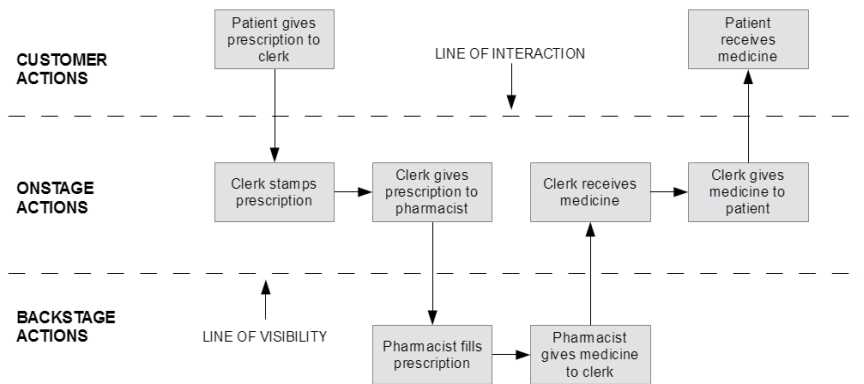 Patient gives
prescription to
clerk
Patient
receives
medicine
CUSTOMER
ACTIONS
LINE OF INTERACTION
ONSTAGE
ACTIONS
Clerk stamps
prescription
Clerk gives
prescription to
pharmacist
Clerk receives
medicine
Clerk gives
medicine to
patient
BACKSTAGE
ACTIONS
LINE OF VISIBILITY
Pharmacist fills
prescription
Pharmacist
gives medicine
to clerk